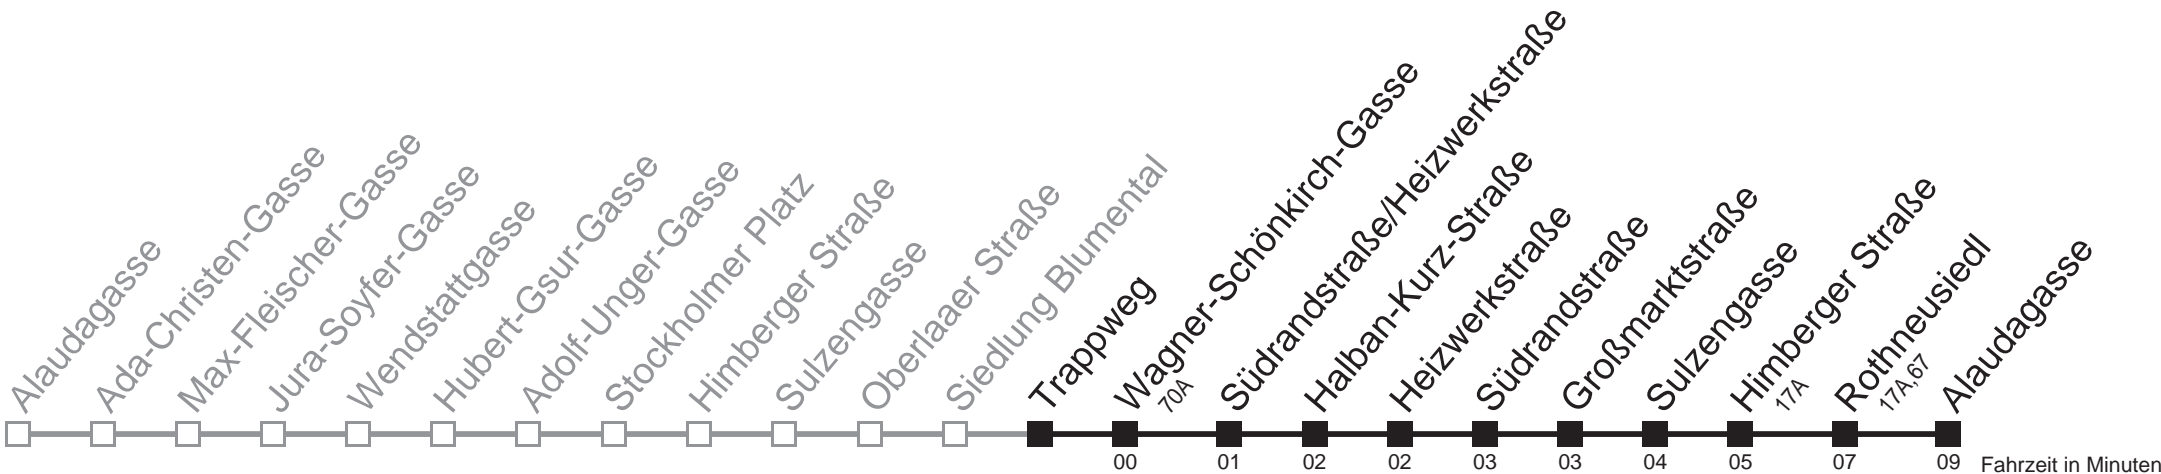 Alaudagasse
Ada-Christen-Gasse
Max-Fleischer-Gasse
Jura-Soyfer-Gasse
Wendstattgasse
Hubert-Gsur-Gasse
Adolf-Unger-Gasse
Stockholmer Platz
Himberger Straße
Sulzengasse
Oberlaaer Straße
Siedlung Blumental
Trappweg
Wagner-Schönkirch-Gasse
70A
Südrandstraße/Heizwerkstraße
Halban-Kurz-Straße
Heizwerkstraße
Südrandstraße
Großmarktstraße
Sulzengasse
Himberger Straße
17A
Rothneusiedl
17A,67
Alaudagasse
00 01 02 02 03 03 04 05 07 09 Fahrzeit in Minuten